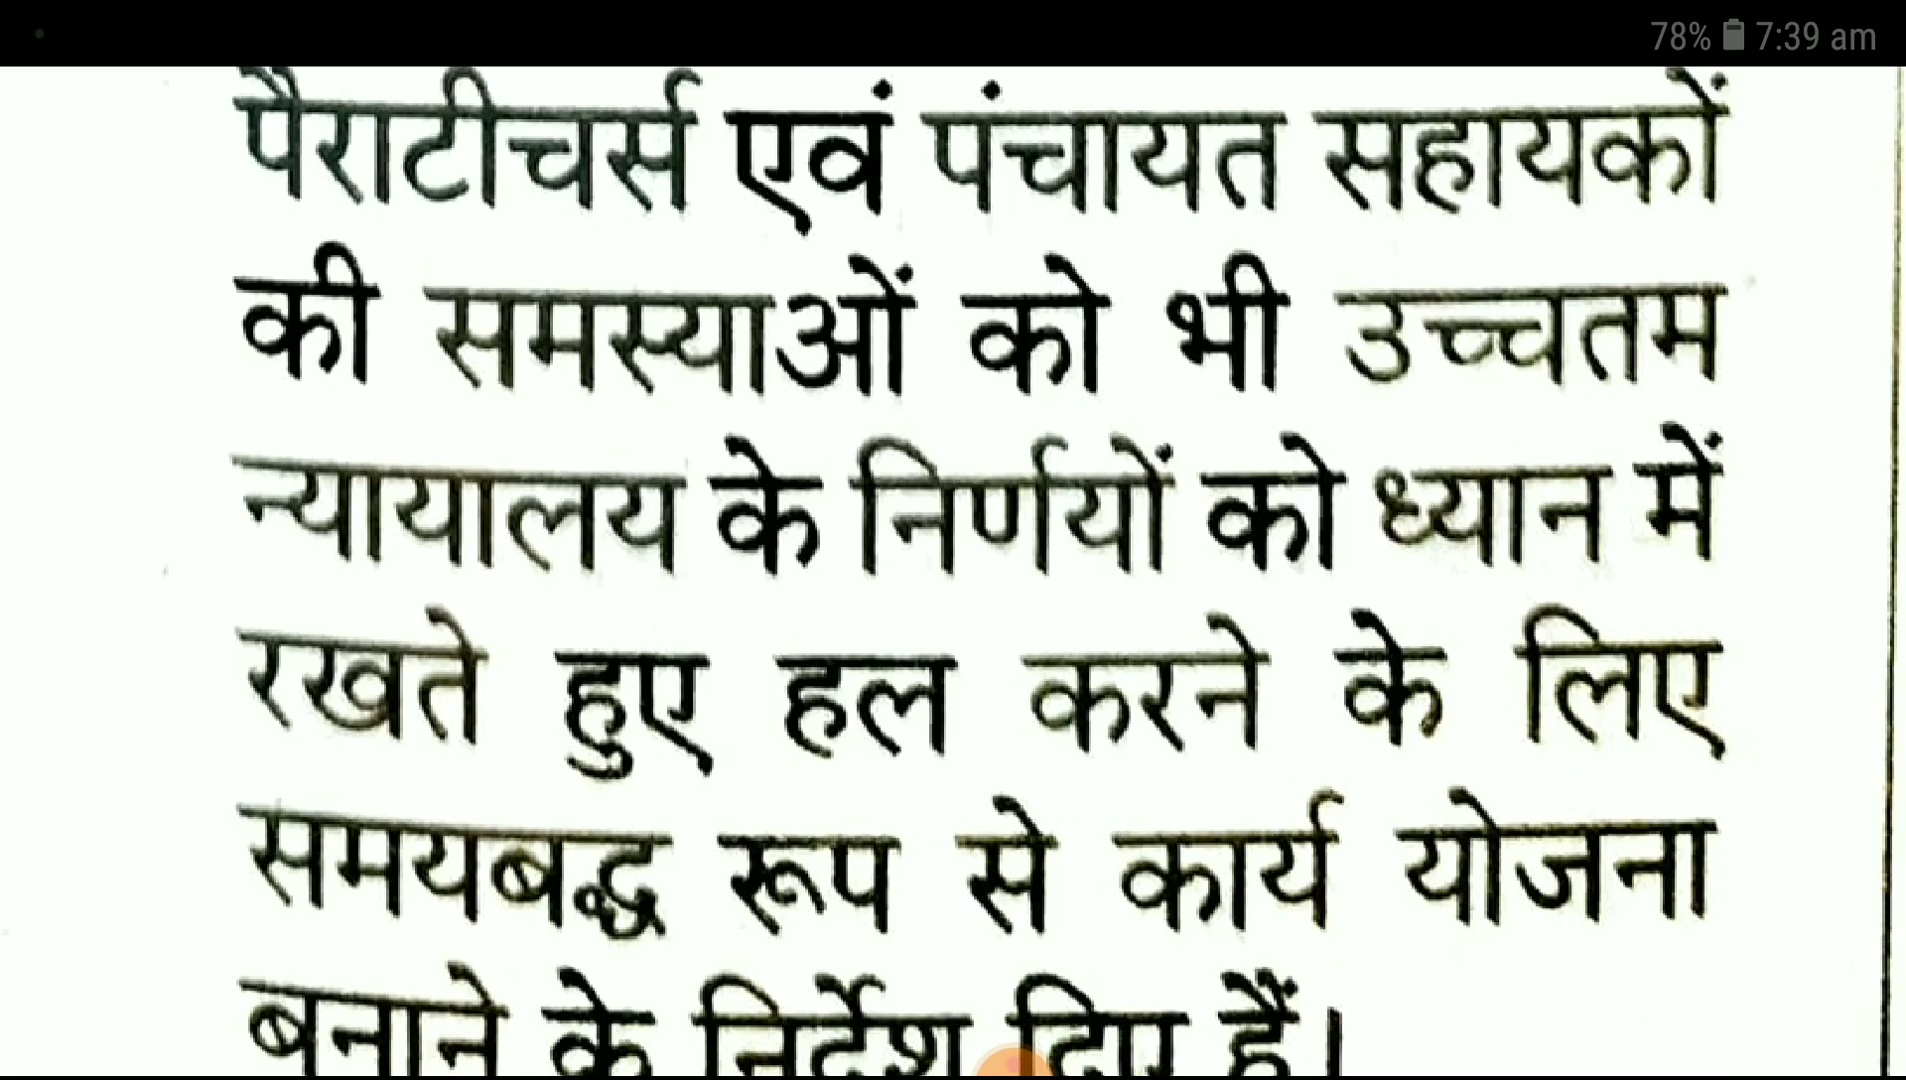 78% 7:39 am
पैराटीचर्स एवं पंचायत सहायकों
की समस्याओं को भी उच्चतम
न्यायालय के निर्णयों को ध्यान में
रखते हुए हल करने के लिए
समयबद्ध रूप से कार्य योजना
बनाने के निर्देश दिए हैं।